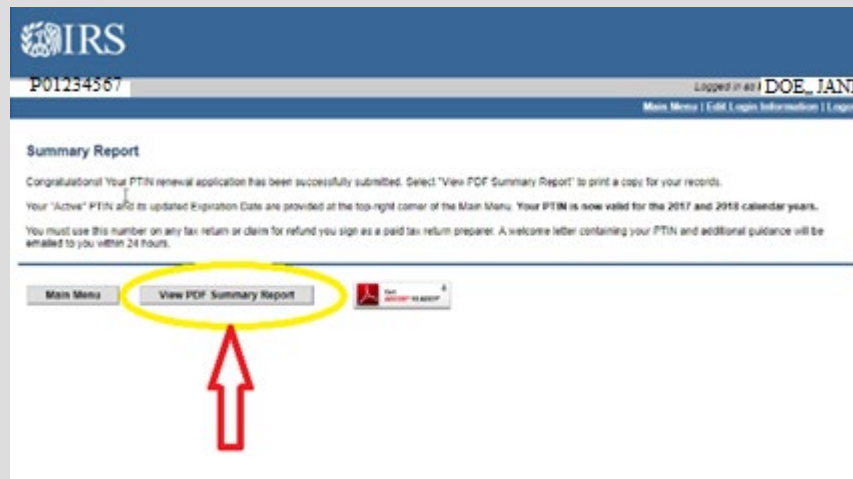 IRS
P01234567
Logged in as DOE,, JANE
Main Menu | Edit Login Information | Logo
Summary Report
Congratulations! Your PTIN renewal application has been successfully submitted. Select "View PDF Summary Report" to print a copy for your records.
Your "Active" PTIN and its updated Expiration Date are provided at the top-right corner of the Main Menu. Your PTIN is now valid for the 2017 and 2018 calendar years.
You must use this number on any tax return or claim for refund you sign as a paid tax return preparer. A welcome letter containing your PTIN and additional guidance will be
emailed to you within 24 hours.
Main Menu
View PDF Summary Report